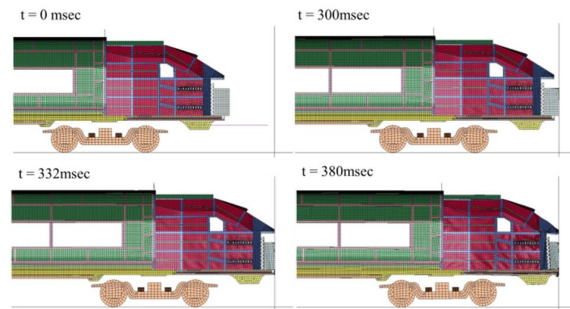 t = 0 msec
t = 300msec
t = 332msec
t = 380msec